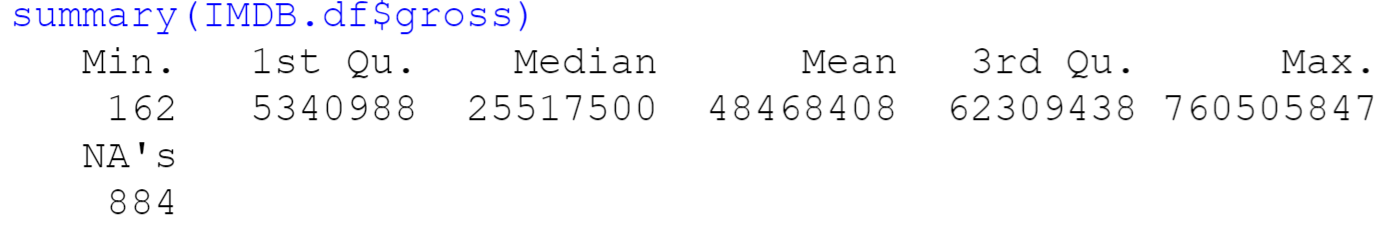 summary(IMDB.df$gross)
Min. 1st Qu. Median Mean 3rd Qu. Max.
162 5340988 25517500 48468408 62309438 760505847
NA's
884